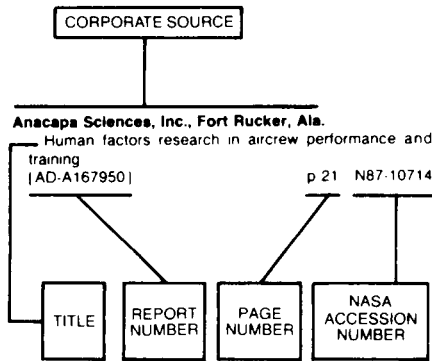 CORPORATE SOURCE
Anacapa Sciences, Inc., Fort Rucker, Ala.
Human factors research in aircrew performance and
training
[AD-A167950] p 21 N87-10714
TITLE
REPORT
NUMBER
PAGE
NUMBER
NASA
ACCESSION
NUMBER